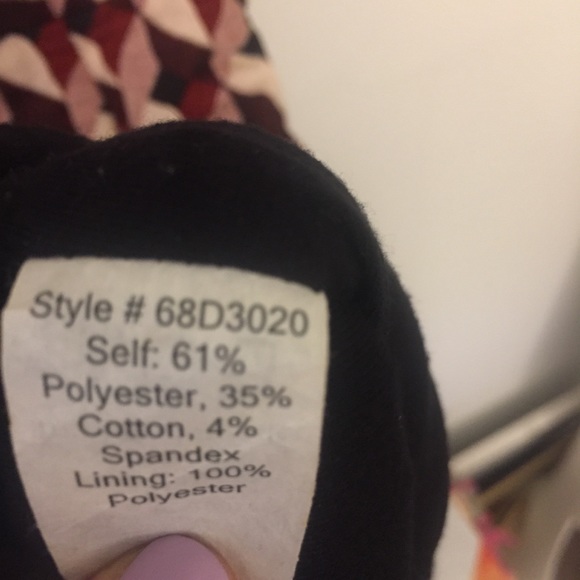 Style # 68D3020
Self: 61%
Polyester, 35%
Cotton, 4%
Spandex
Lining: 100%
Polyester